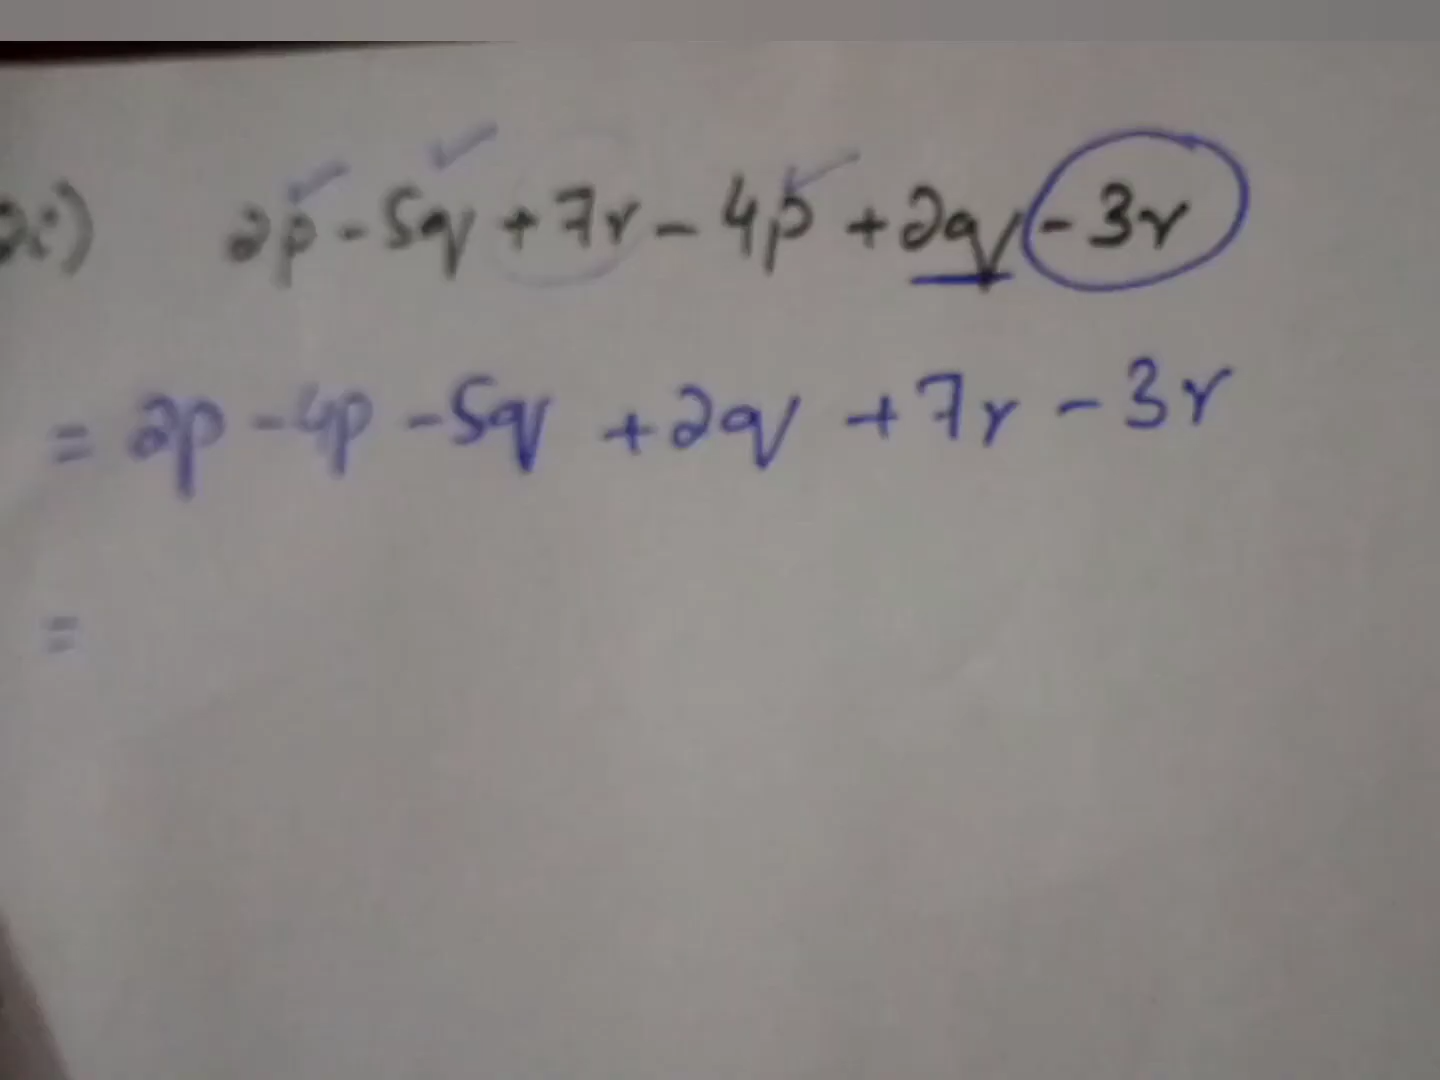 2p - 5q + 7r - 4p + 2q - 3r
= 2p - 4p - 5q + 2q + 7r - 3r
=